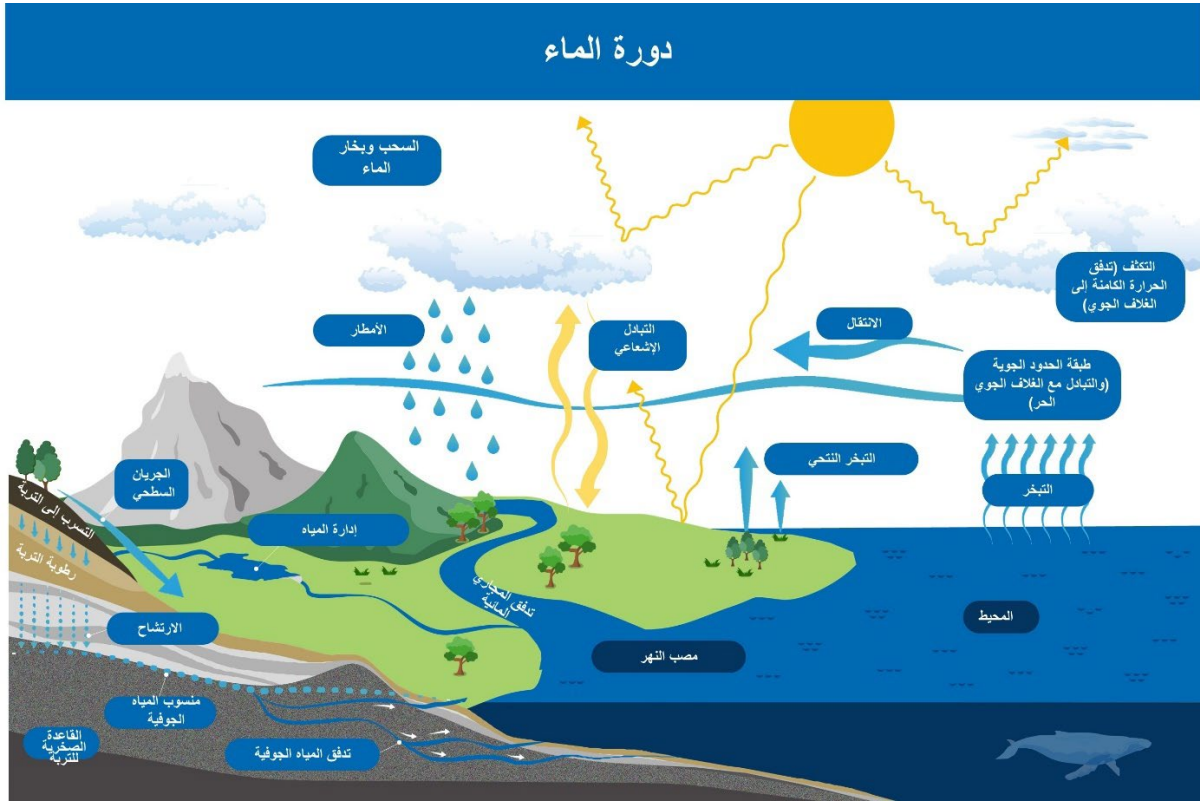 دورة الماء
السحب وبخار
الماء
التكثف (تدفق
الحرارة الكامنة إلى
الغلاف الجوي)
الأمطار
التبادل
الإشعاعي
الانتقال
طبقة الحدود الجوية
(والتبادل مع الغلاف الجوي
الحر)
التبخر النتحي
التبخر
الجريان
السطحي
التسرب إلى التربة
رطوبة التربة
إدارة المياه
تدفق المجاري
المائية
المحيط
مصب النهر
الارتشاح
منسوب المياه
الجوفية
تدفق المياه الجوفية
القاعدة
الصخرية
للتربة